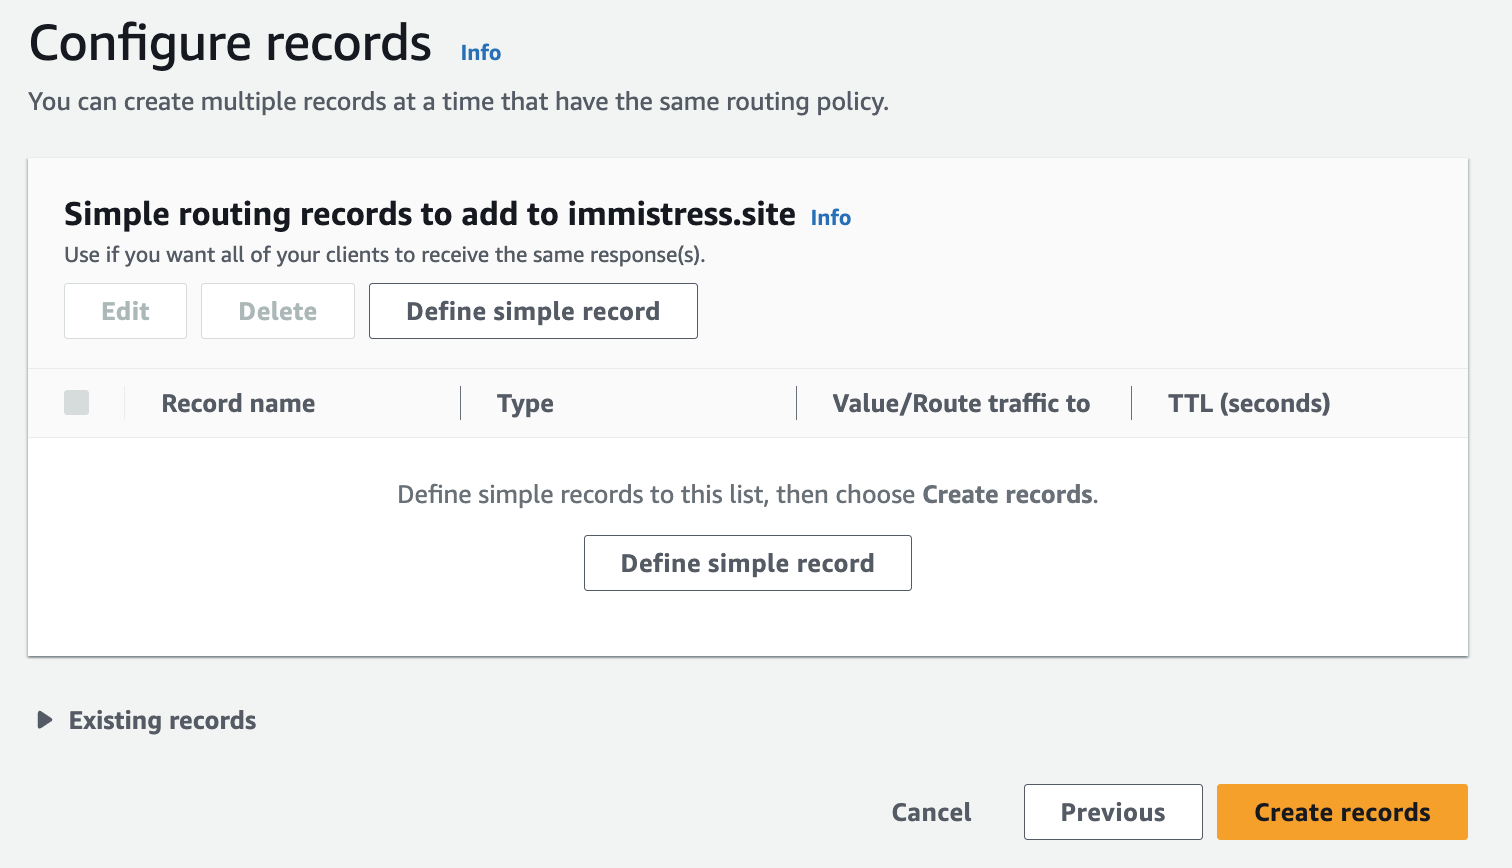 Configure records Info
You can create multiple records at a time that have the same routing policy.
Simple routing records to add to immistress.site Info
Use if you want all of your clients to receive the same response(s).
Edit Delete Define simple record
Record name Type Value/Route traffic to TTL (seconds)
Define simple records to this list, then choose Create records.
Define simple record
Existing records
Cancel Previous Create records